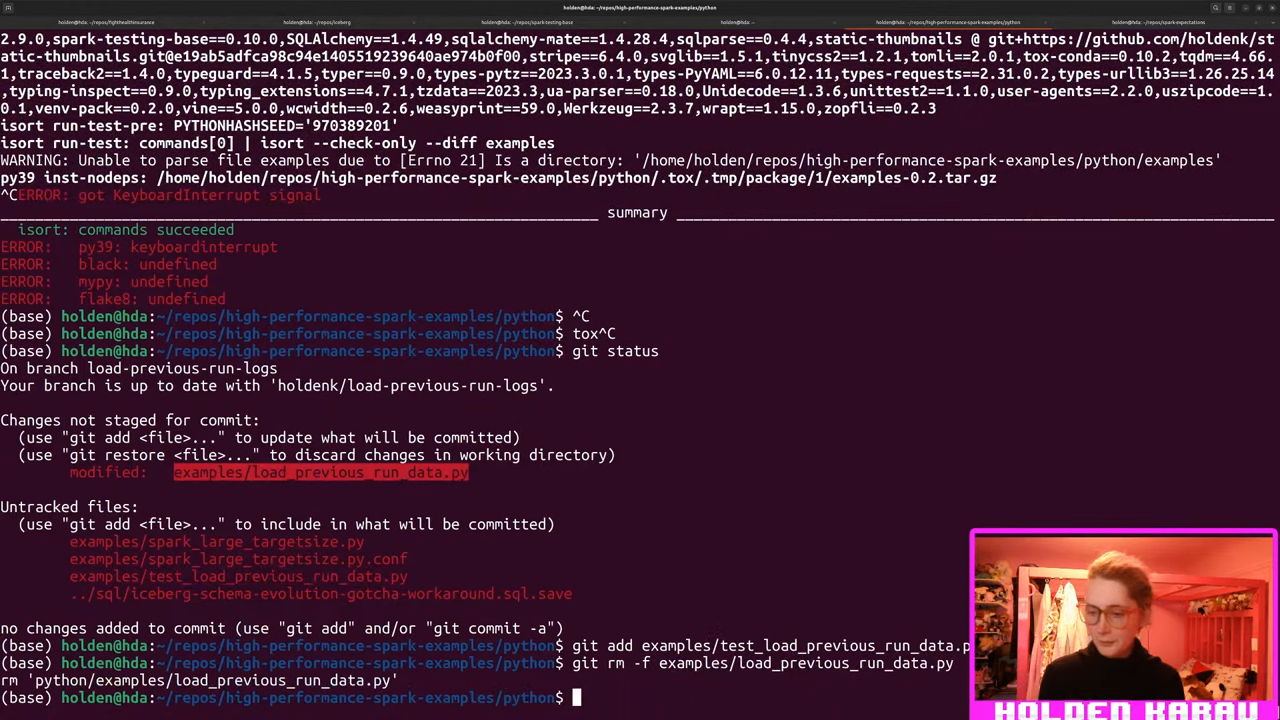 holden@hda: ~/repos/high-performance-spark-examples/python
holden@hda: ~/repos/fighthealthinsurance
holden@hda: ~/repos/iceberg
holden@hda: ~/repos/spark-testing-base
holden@hda: ~
holden@hda: ~/repos/high-performance-spark-examples/python
holden@hda: ~/repos/spark-expectations
2.9.0,spark-testing-base==0.10.0,SQLAlchemy==1.4.49,sqlalchemy-mate==1.4.28.4,sqlparse==0.4.4,static-thumbnails @ git+https://github.com/holdenk/st
atic-thumbnails.git@e19ab5adfca98c94e1405519239640ae974b0f00,stripe==6.4.0,svglib==1.5.1,tinycss2==1.2.1,tomli==2.0.1,tox-conda==0.10.2,tqdm==4.66.
1,traceback2==1.4.0,typeguard==4.1.5,typer==0.9.0,types-pytz==2023.3.0.1,types-PyYAML==6.0.12.11,types-requests==2.31.0.2,types-urllib3==1.26.25.14
,typing-inspect==0.9.0,typing_extensions==4.7.1,tzdata==2023.3,ua-parser==0.18.0,Unidecode==1.3.6,unittest2==1.1.0,user-agents==2.2.0,uszipcode==1.
0.1,venv-pack==0.2.0,vine==5.0.0,wcwidth==0.2.6,weasyprint==59.0,Werkzeug==2.3.7,wrapt==1.15.0,zopfli==0.2.3
isort run-test-pre: PYTHONHASHSEED='970389201'
isort run-test: commands[0] | isort --check-only --diff examples
WARNING: Unable to parse file examples due to [Errno 21] Is a directory: '/home/holden/repos/high-performance-spark-examples/python/examples'
py39 inst-nodeps: /home/holden/repos/high-performance-spark-examples/python/.tox/.tmp/package/1/examples-0.2.tar.gz
^CERROR: got KeyboardInterrupt signal
summary
isort: commands succeeded
ERROR: py39: keyboardinterrupt
ERROR: black: undefined
ERROR: mypy: undefined
ERROR: flake8: undefined
(base) holden@hda:~/repos/high-performance-spark-examples/python$ ^C
(base) holden@hda:~/repos/high-performance-spark-examples/python$ tox^C
(base) holden@hda:~/repos/high-performance-spark-examples/python$ git status
On branch load-previous-run-logs
Your branch is up to date with 'holdenk/load-previous-run-logs'.
Changes not staged for commit:
(use "git add <file>..." to update what will be committed)
(use "git restore <file>..." to discard changes in working directory)
modified: examples/load_previous_run_data.py
Untracked files:
(use "git add <file>..." to include in what will be committed)
examples/spark_large_targetsize.py
examples/spark_large_targetsize.py.conf
examples/test_load_previous_run_data.py
../sql/iceberg-schema-evolution-gotcha-workaround.sql.save
no changes added to commit (use "git add" and/or "git commit -a")
(base) holden@hda:~/repos/high-performance-spark-examples/python$ git add examples/test_load_previous_run_data.p
(base) holden@hda:~/repos/high-performance-spark-examples/python$ git rm -f examples/load_previous_run_data.py
rm 'python/examples/load_previous_run_data.py'
(base) holden@hda:~/repos/high-performance-spark-examples/python$
HOLDEN KARAU